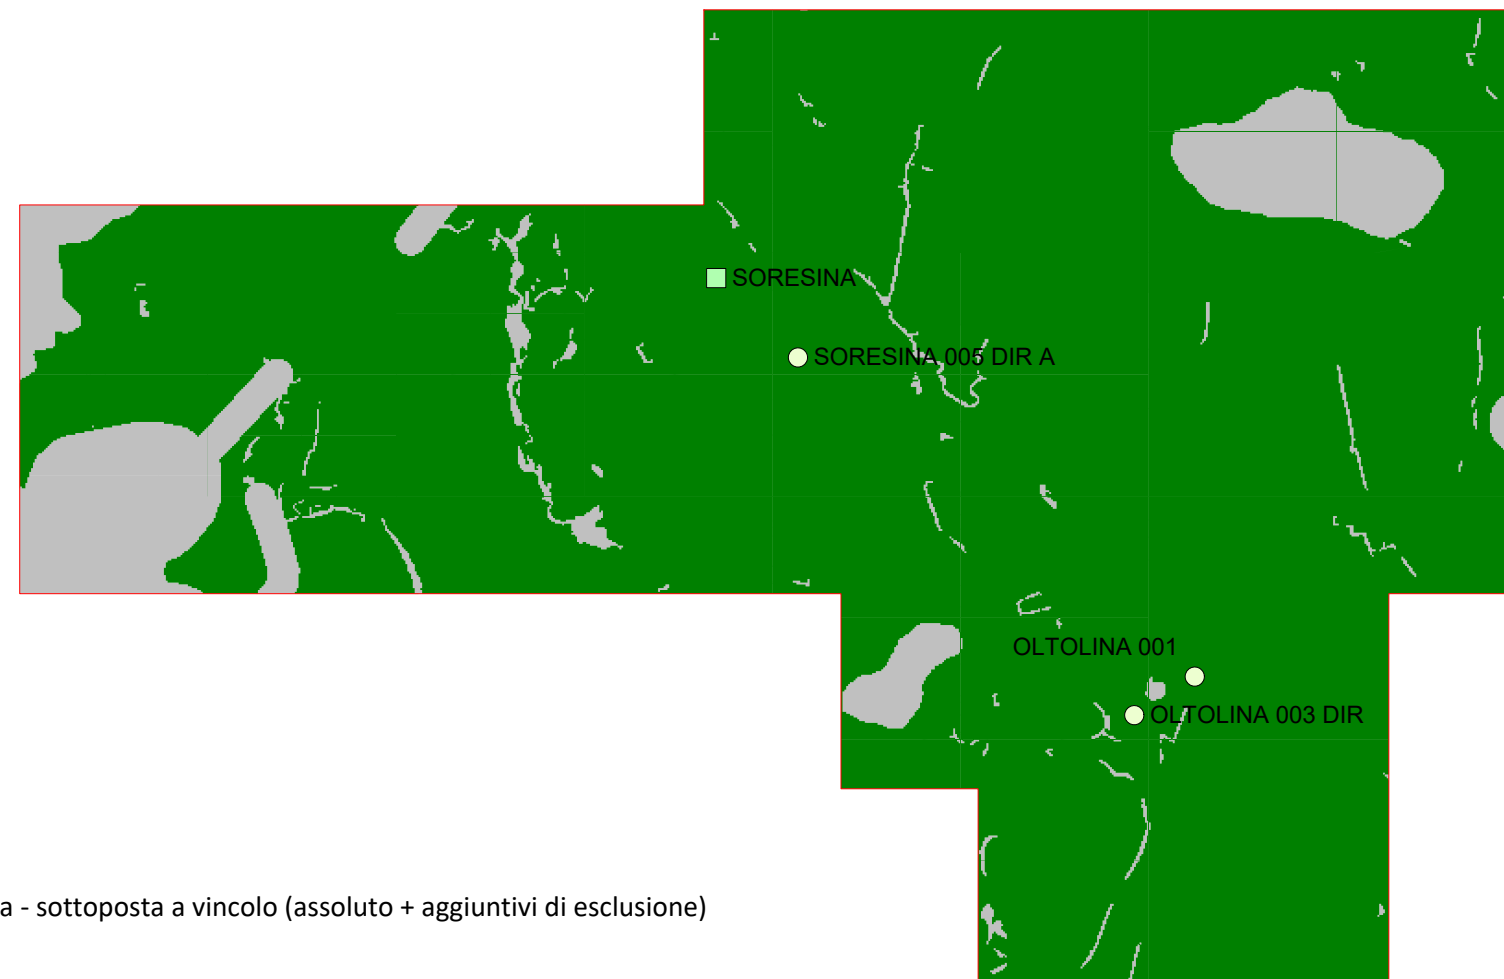 SORESINA
SORESINA 005 DIR A
OLTOLINA 001
OLTOLINA 003 DIR
a - sottoposta a vincolo (assoluto + aggiuntivi di esclusione)